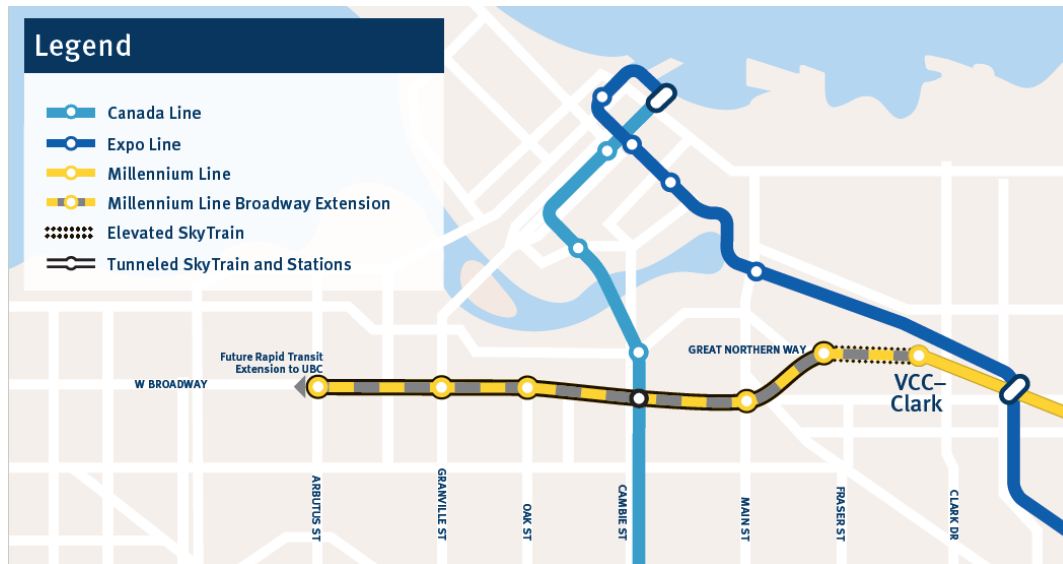 Legend
Canada Line
Expo Line
Millennium Line
Millennium Line Broadway Extension
Elevated SkyTrain
Tunneled SkyTrain and Stations
Future Rapid Transit
Extension to UBC
W BROADWAY
GREAT NORTHERN WAY
VCC–
Clark
ARBUTUS ST
GRANVILLE ST
OAK ST
CAMBIE ST
MAIN ST
FRASER ST
CLARK DR